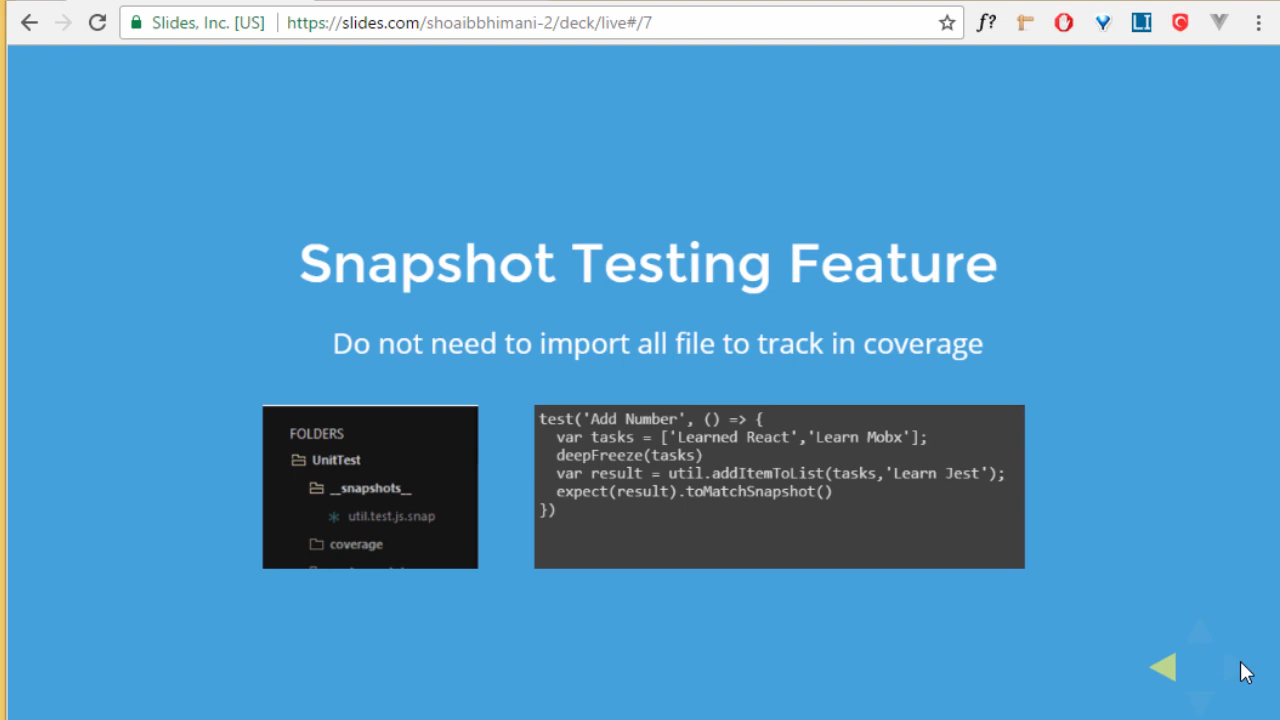 Slides, Inc. [US] https://slides.com/shoaibbhimani-2/deck/live#/7
f?
LI
Snapshot Testing Feature
Do not need to import all file to track in coverage
FOLDERS
UnitTest
__snapshots__
util.test.js.snap
coverage
test('Add Number', () => {
var tasks = ['Learned React','Learn Mobx'];
deepFreeze(tasks)
var result = util.addItemToList(tasks,'Learn Jest');
expect(result).toMatchSnapshot()
})